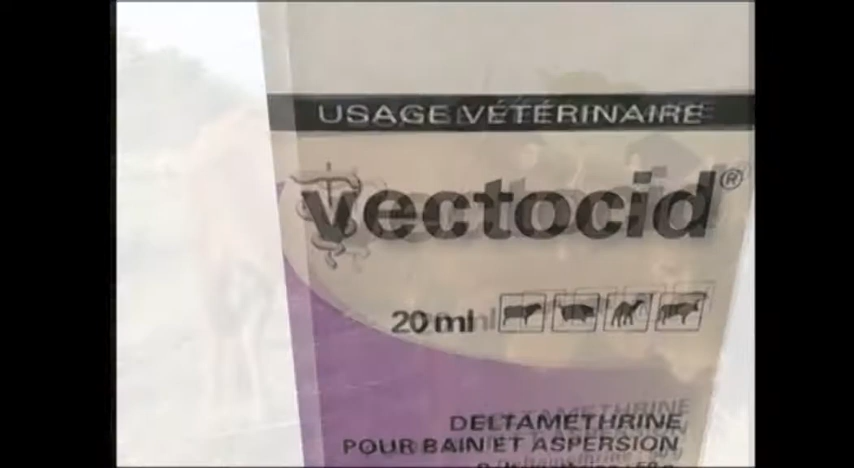 USAGE VÉTÉRINAIRE
vectocid®
20 ml
DELTAMETHRINE
POUR BAIN ET ASPERSION